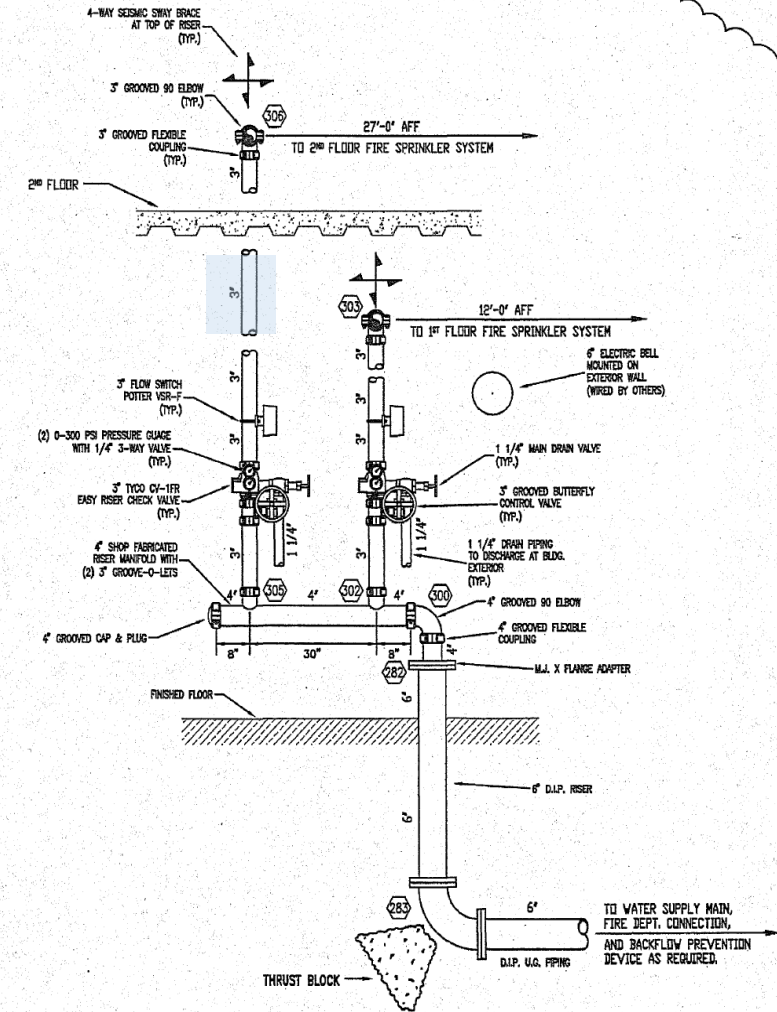 4-WAY SEISMIC SWAY BRACE
AT TOP OF RISER
(TYP.)
3" GROOVED 90 ELBOW
(TYP.)
306
3" GROOVED FLEXIBLE
COUPLING
(TYP.)
27'-0" AFF
TO 2ND FLOOR FIRE SPRINKLER SYSTEM
3"
2ND FLOOR
3"
303
12'-0" AFF
TO 1ST FLOOR FIRE SPRINKLER SYSTEM
3"
3"
3"
6" ELECTRIC BELL
MOUNTED ON
EXTERIOR WALL
(WIRED BY OTHERS)
3" FLOW SWITCH
POTTER VSR-F
(TYP.)
3"
3"
(2) 0-300 PSI PRESSURE GUAGE
WITH 1/4" 3-WAY VALVE
(TYP.)
1 1/4" MAIN DRAIN VALVE
(TYP.)
3" TYCO CV-1FR
EASY RISER CHECK VALVE
(TYP.)
3" GROOVED BUTTERFLY
CONTROL VALVE
(TYP.)
3"
1 1/4"
3"
1 1/4"
4" SHOP FABRICATED
RISER MANIFOLD WITH
(2) 3" GROOVE-O-LETS
1 1/4" DRAIN PIPING
TO DISCHARGE AT BLDG.
EXTERIOR
(TYP.)
4"
305
4"
302
4"
300
4" GROOVED 90 ELBOW
4" GROOVED CAP & PLUG
4" GROOVED FLEXIBLE
COUPLING
8"
30"
8"
4"
282
M.J. X FLANGE ADAPTER
6"
FINISHED FLOOR
6" D.I.P. RISER
6"
283
6"
TO WATER SUPPLY MAIN,
FIRE DEPT. CONNECTION,
AND BACKFLOW PREVENTION
DEVICE AS REQUIRED.
D.I.P. U.G. PIPING
THRUST BLOCK